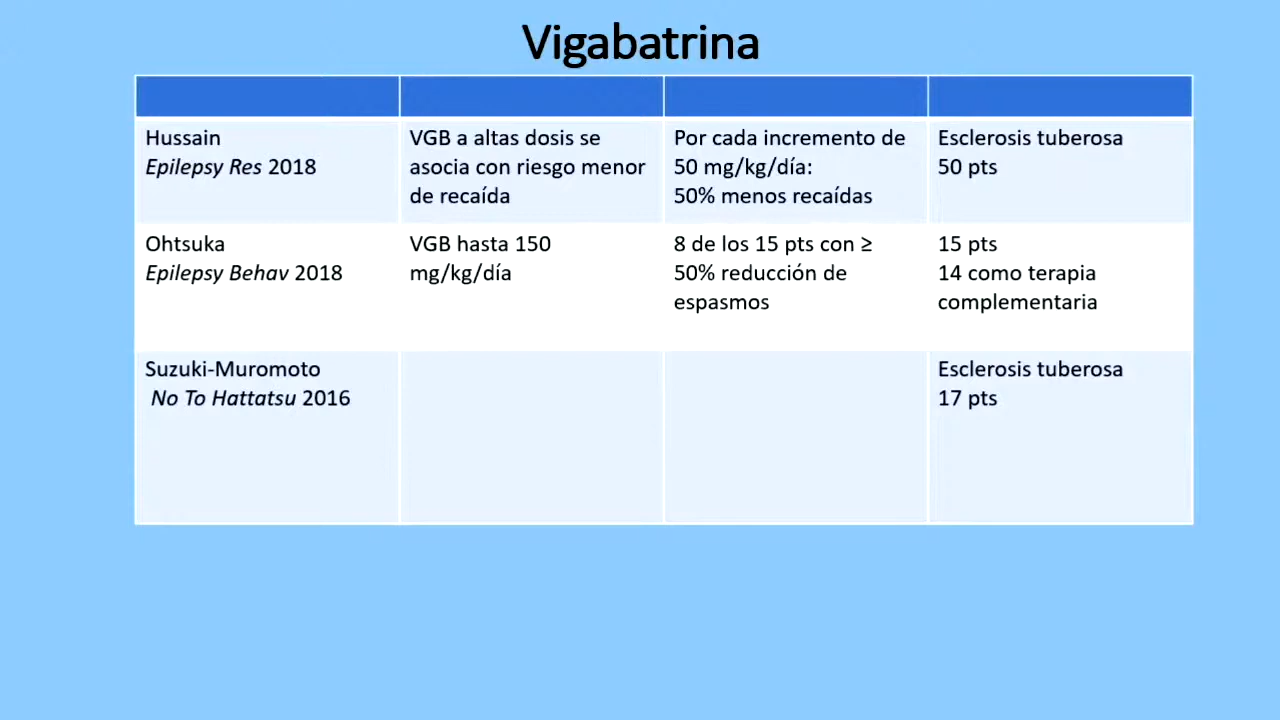 Vigabatrina
Hussain
Epilepsy Res 2018
VGB a altas dosis se
asocia con riesgo menor
de recaída
Por cada incremento de
50 mg/kg/día:
50% menos recaídas
Esclerosis tuberosa
50 pts
Ohtsuka
Epilepsy Behav 2018
VGB hasta 150
mg/kg/día
8 de los 15 pts con ≥
50% reducción de
espasmos
15 pts
14 como terapia
complementaria
Suzuki-Muromoto
No To Hattatsu 2016
Esclerosis tuberosa
17 pts